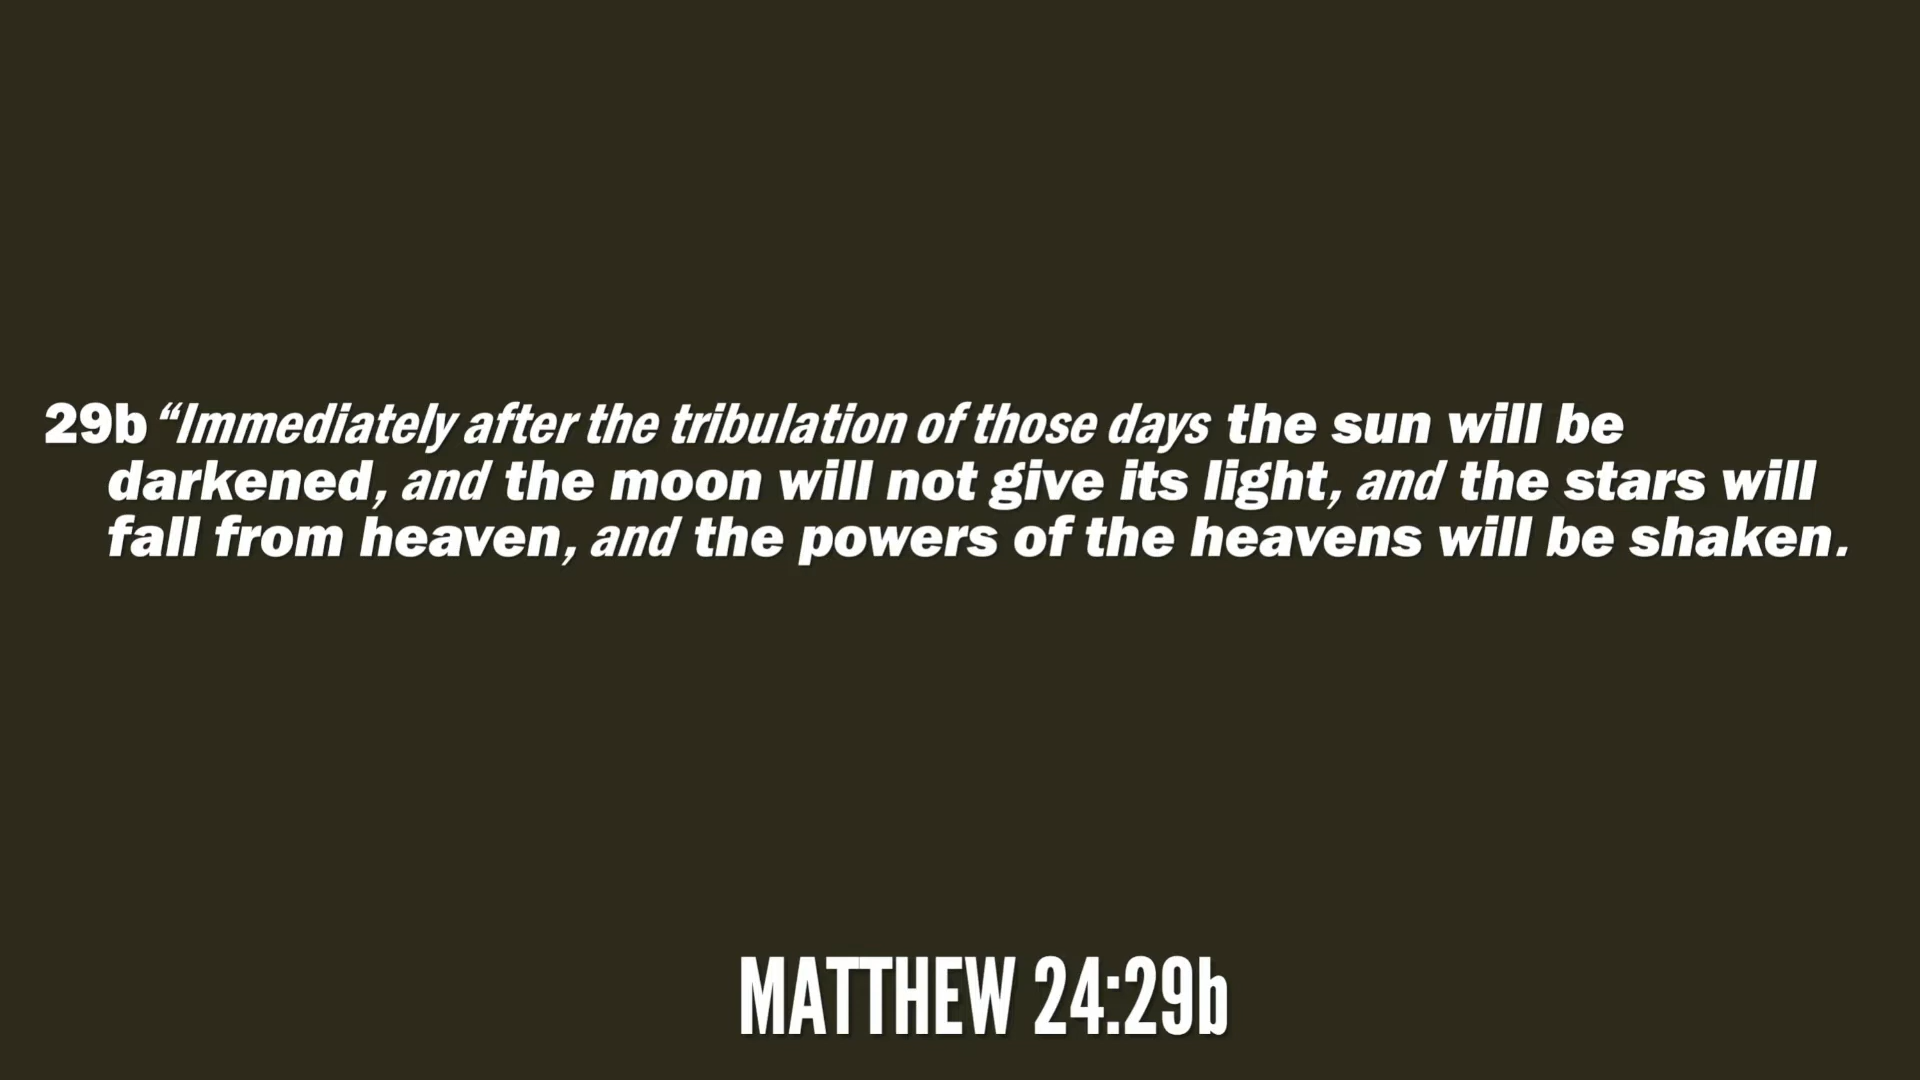 29b “Immediately after the tribulation of those days the sun will be
darkened, and the moon will not give its light, and the stars will
fall from heaven, and the powers of the heavens will be shaken.
MATTHEW 24:29b